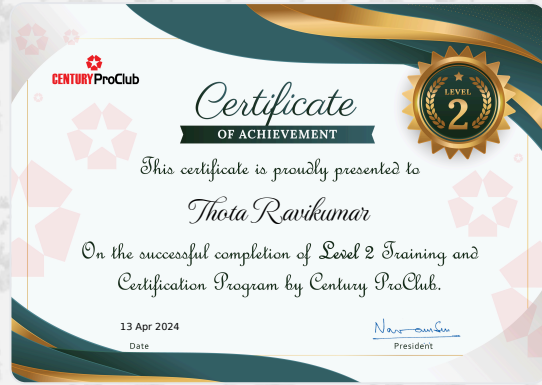 CENTURY ProClub
Certificate
OF ACHIEVEMENT
LEVEL
2
This certificate is proudly presented to
Thota Ravikumar
On the successful completion of Level 2 Training and
Certification Program by Century ProClub.
13 Apr 2024
Date
President